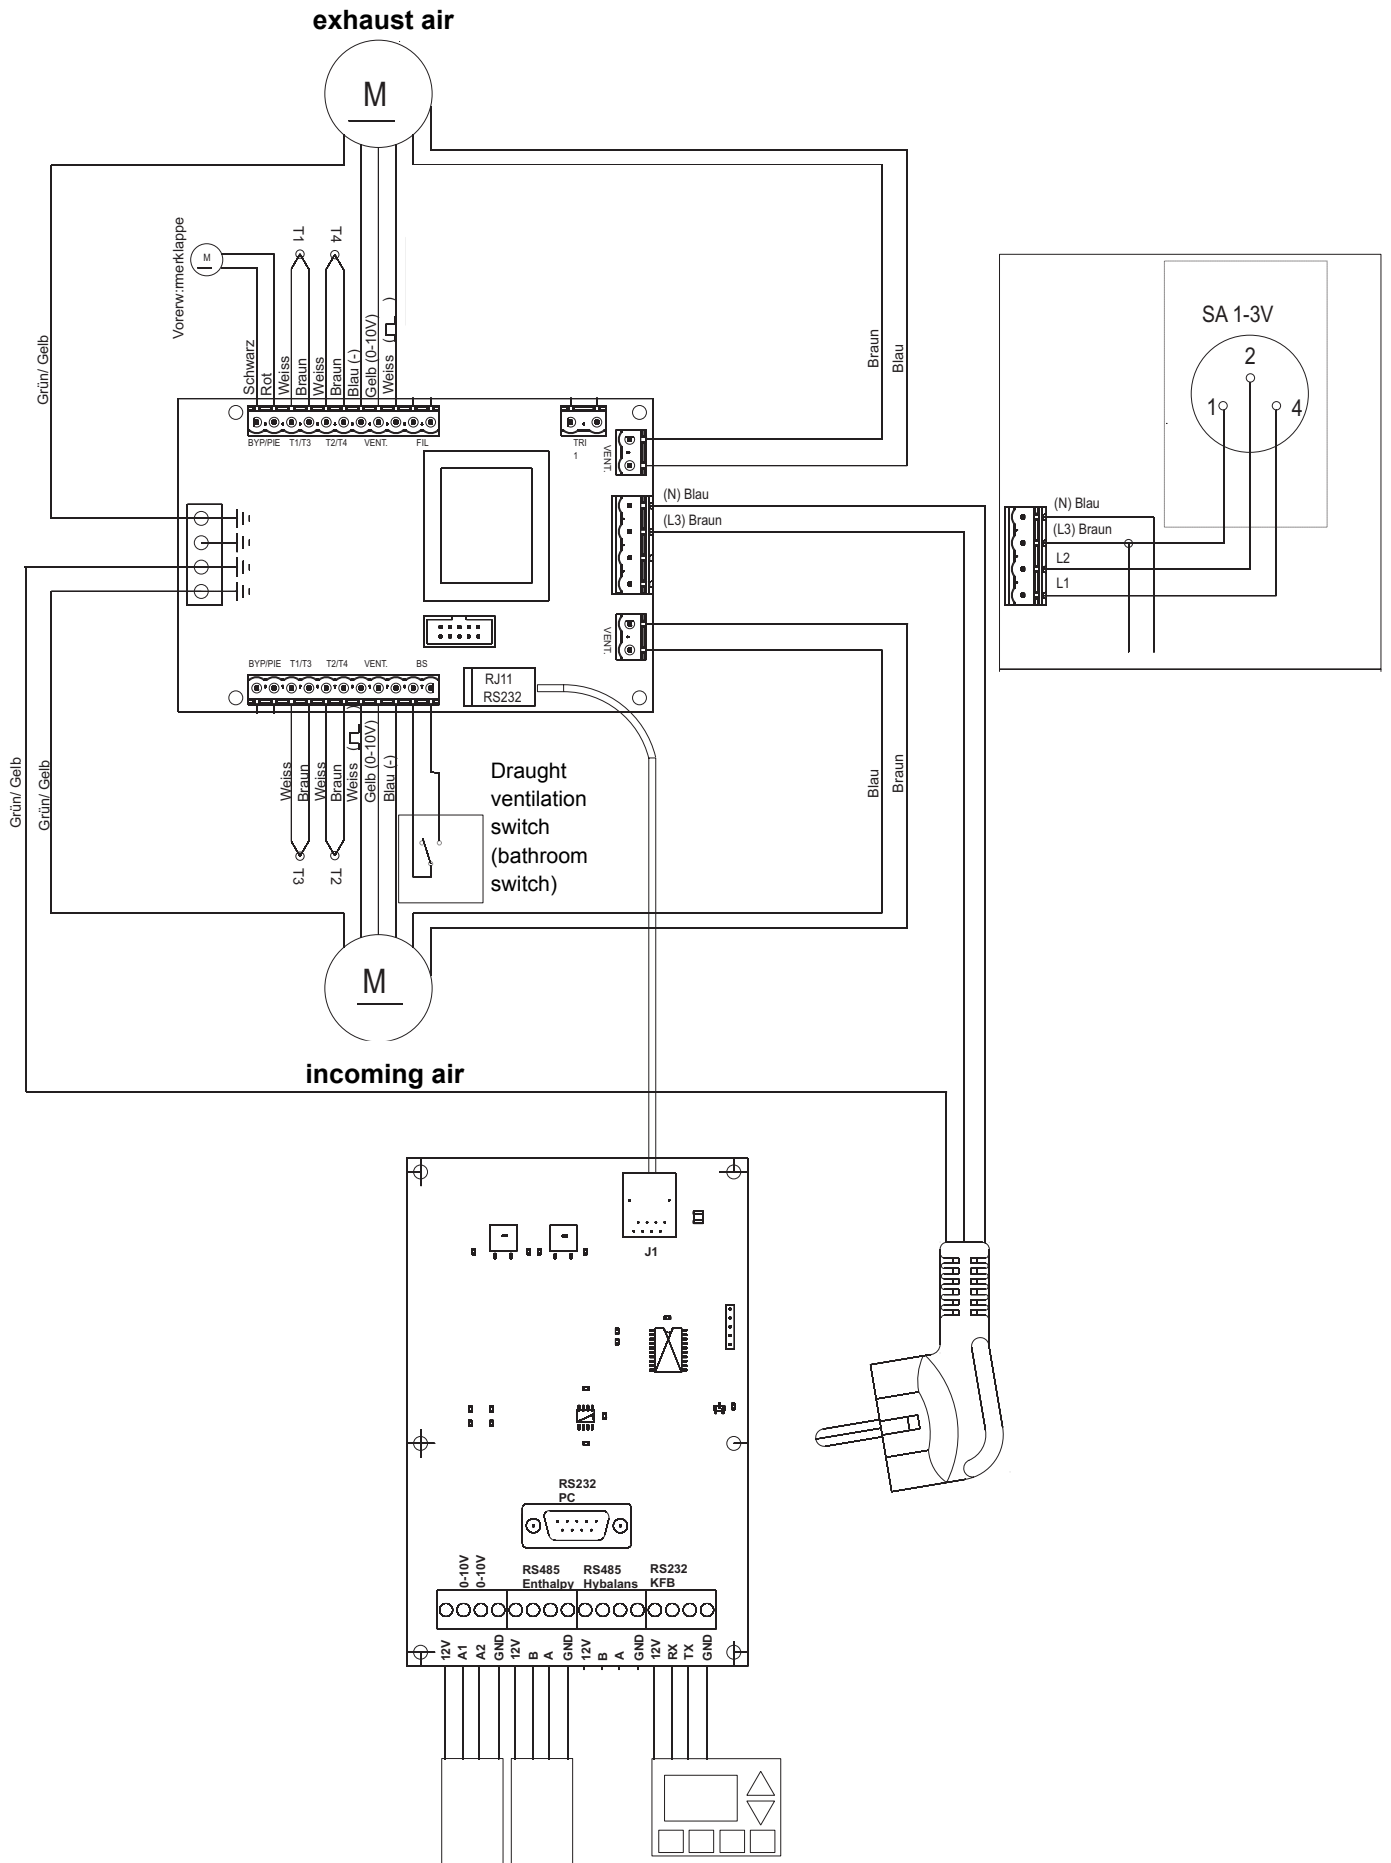 exhaust air
M
Vorerw:merklappe
M
T1
T4
Grün/ Gelb
Schwarz
Rot
Weiss
Braun
Weiss
Braun
Blau (-)
Gelb (0-10V)
Weiss ( )
Braun
Blau
BYP/PIE T1/T3 T2/T4 VENT. FIL
TRI
1
VENT.
(N) Blau
(L3) Braun
SA 1-3V
2
1
4
(N) Blau
(L3) Braun
L2
L1
VENT.
BYP/PIE T1/T3 T2/T4 VENT. BS
RJ11
RS232
Grün/ Gelb
Grün/ Gelb
Weiss
Braun
Weiss
Braun
Weiss ( )
Gelb (0-10V)
Blau (-)
T3
T2
Draught
ventilation
switch
(bathroom
switch)
Blau
Braun
M
incoming air
J1
RS232
PC
0-10V
0-10V
RS485
Enthalpy
RS485
Hybalans
RS232
KFB
12V
A1
A2
GND
12V
B
A
GND
12V
B
A
GND
12V
RX
TX
GND